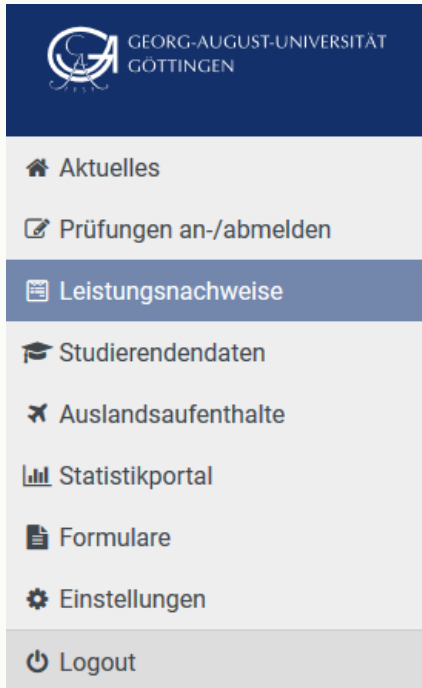 GEORG-AUGUST-UNIVERSITÄT
GÖTTINGEN
Aktuelles
Prüfungen an-/abmelden
Leistungsnachweise
Studierendendaten
Auslandsaufenthalte
Statistikportal
Formulare
Einstellungen
Logout